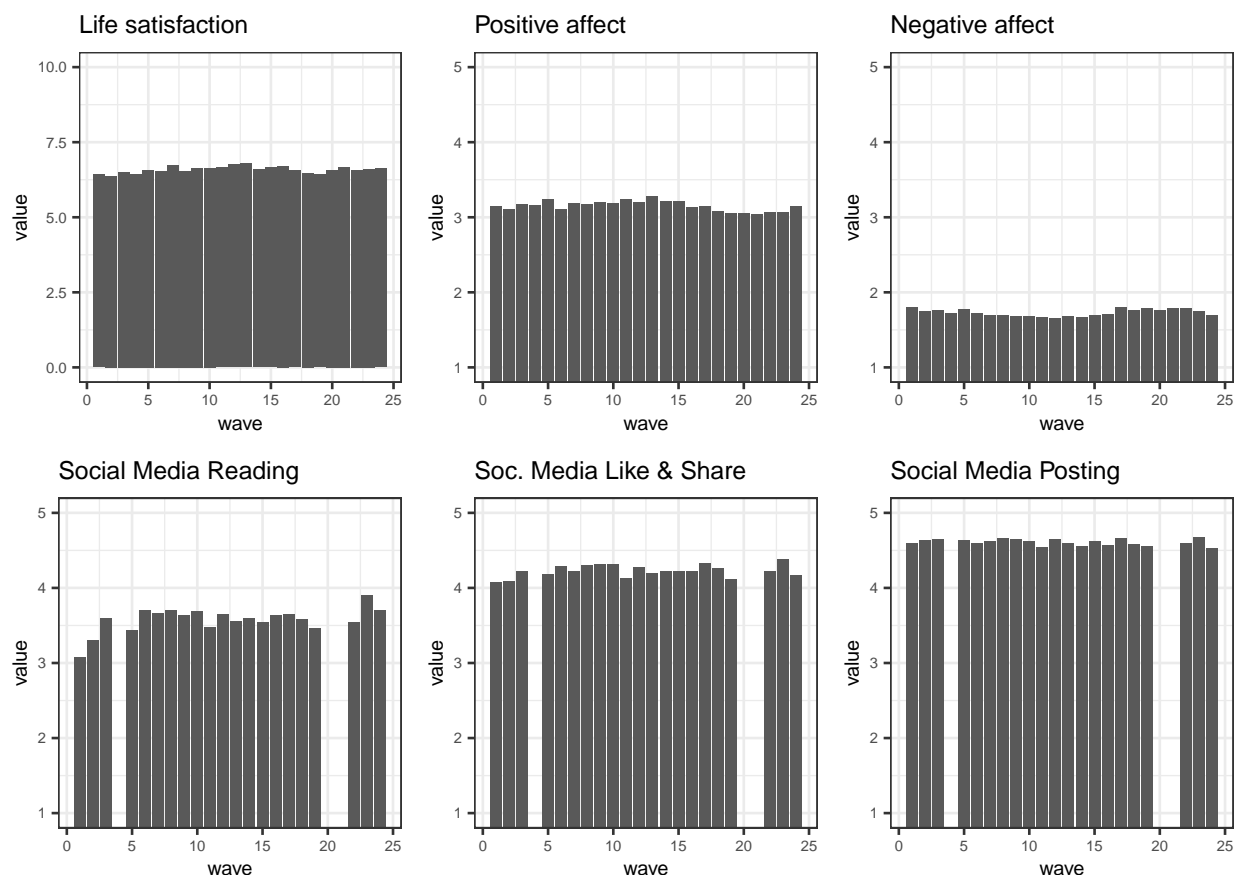 Life satisfaction
Positive affect
Negative affect
10.0
7.5
5.0
2.5
0.0
value
0 5 10 15 20 25
wave
5
4
3
2
1
value
0 5 10 15 20 25
wave
5
4
3
2
1
value
0 5 10 15 20 25
wave
Social Media Reading
Soc. Media Like & Share
Social Media Posting
5
4
3
2
1
value
0 5 10 15 20 25
wave
5
4
3
2
1
value
0 5 10 15 20 25
wave
5
4
3
2
1
value
0 5 10 15 20 25
wave